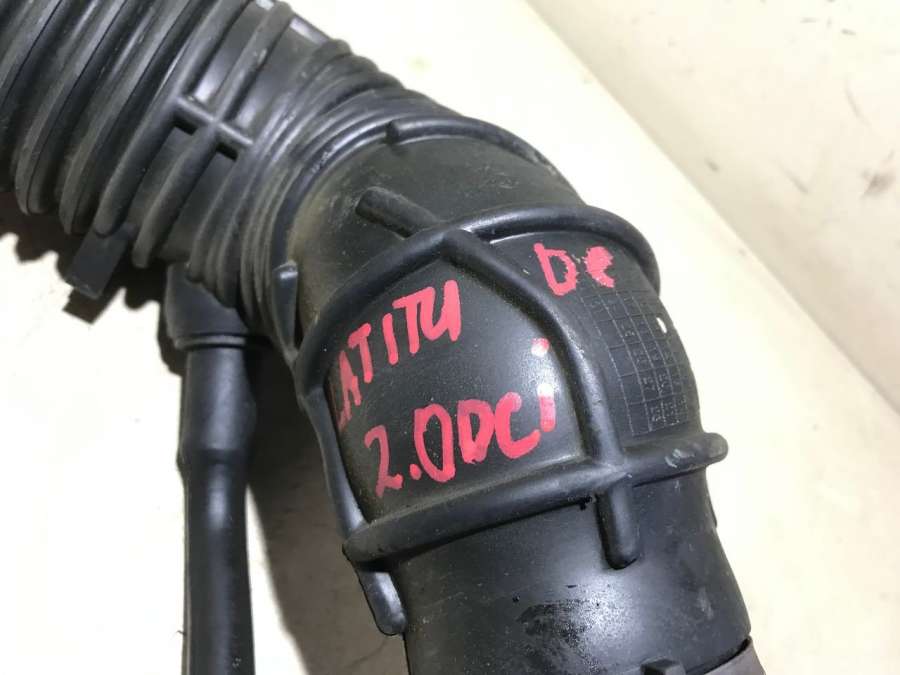 LATITU
De
2.0DCi